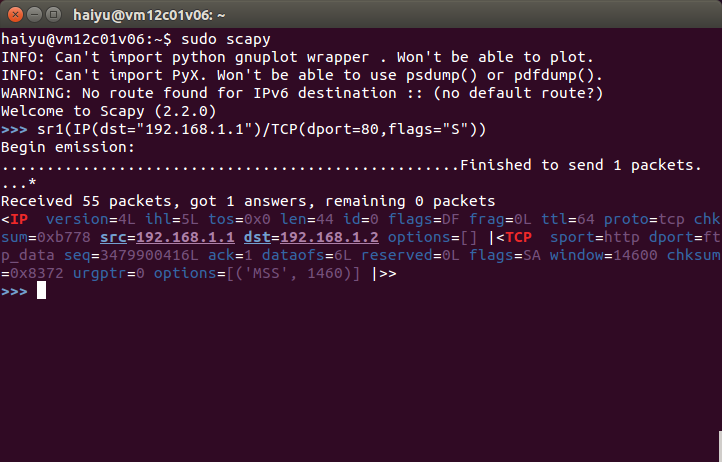 haiyu@vm12c01v06: ~
haiyu@vm12c01v06:~$ sudo scapy
INFO: Can't import python gnuplot wrapper . Won't be able to plot.
INFO: Can't import PyX. Won't be able to use psdump() or pdfdump().
WARNING: No route found for IPv6 destination :: (no default route?)
Welcome to Scapy (2.2.0)
>>> sr1(IP(dst="192.168.1.1")/TCP(dport=80,flags="S"))
Begin emission:
...................................................Finished to send 1 packets.
...*
Received 55 packets, got 1 answers, remaining 0 packets
<IP  version=4L ihl=5L tos=0x0 len=44 id=0 flags=DF frag=0L ttl=64 proto=tcp chk
sum=0xb778 src=192.168.1.1 dst=192.168.1.2 options=[] |<TCP  sport=http dport=ft
p_data seq=3479900416L ack=1 dataofs=6L reserved=0L flags=SA window=14600 chksum
=0x8372 urgptr=0 options=[('MSS', 1460)] |>>
>>>